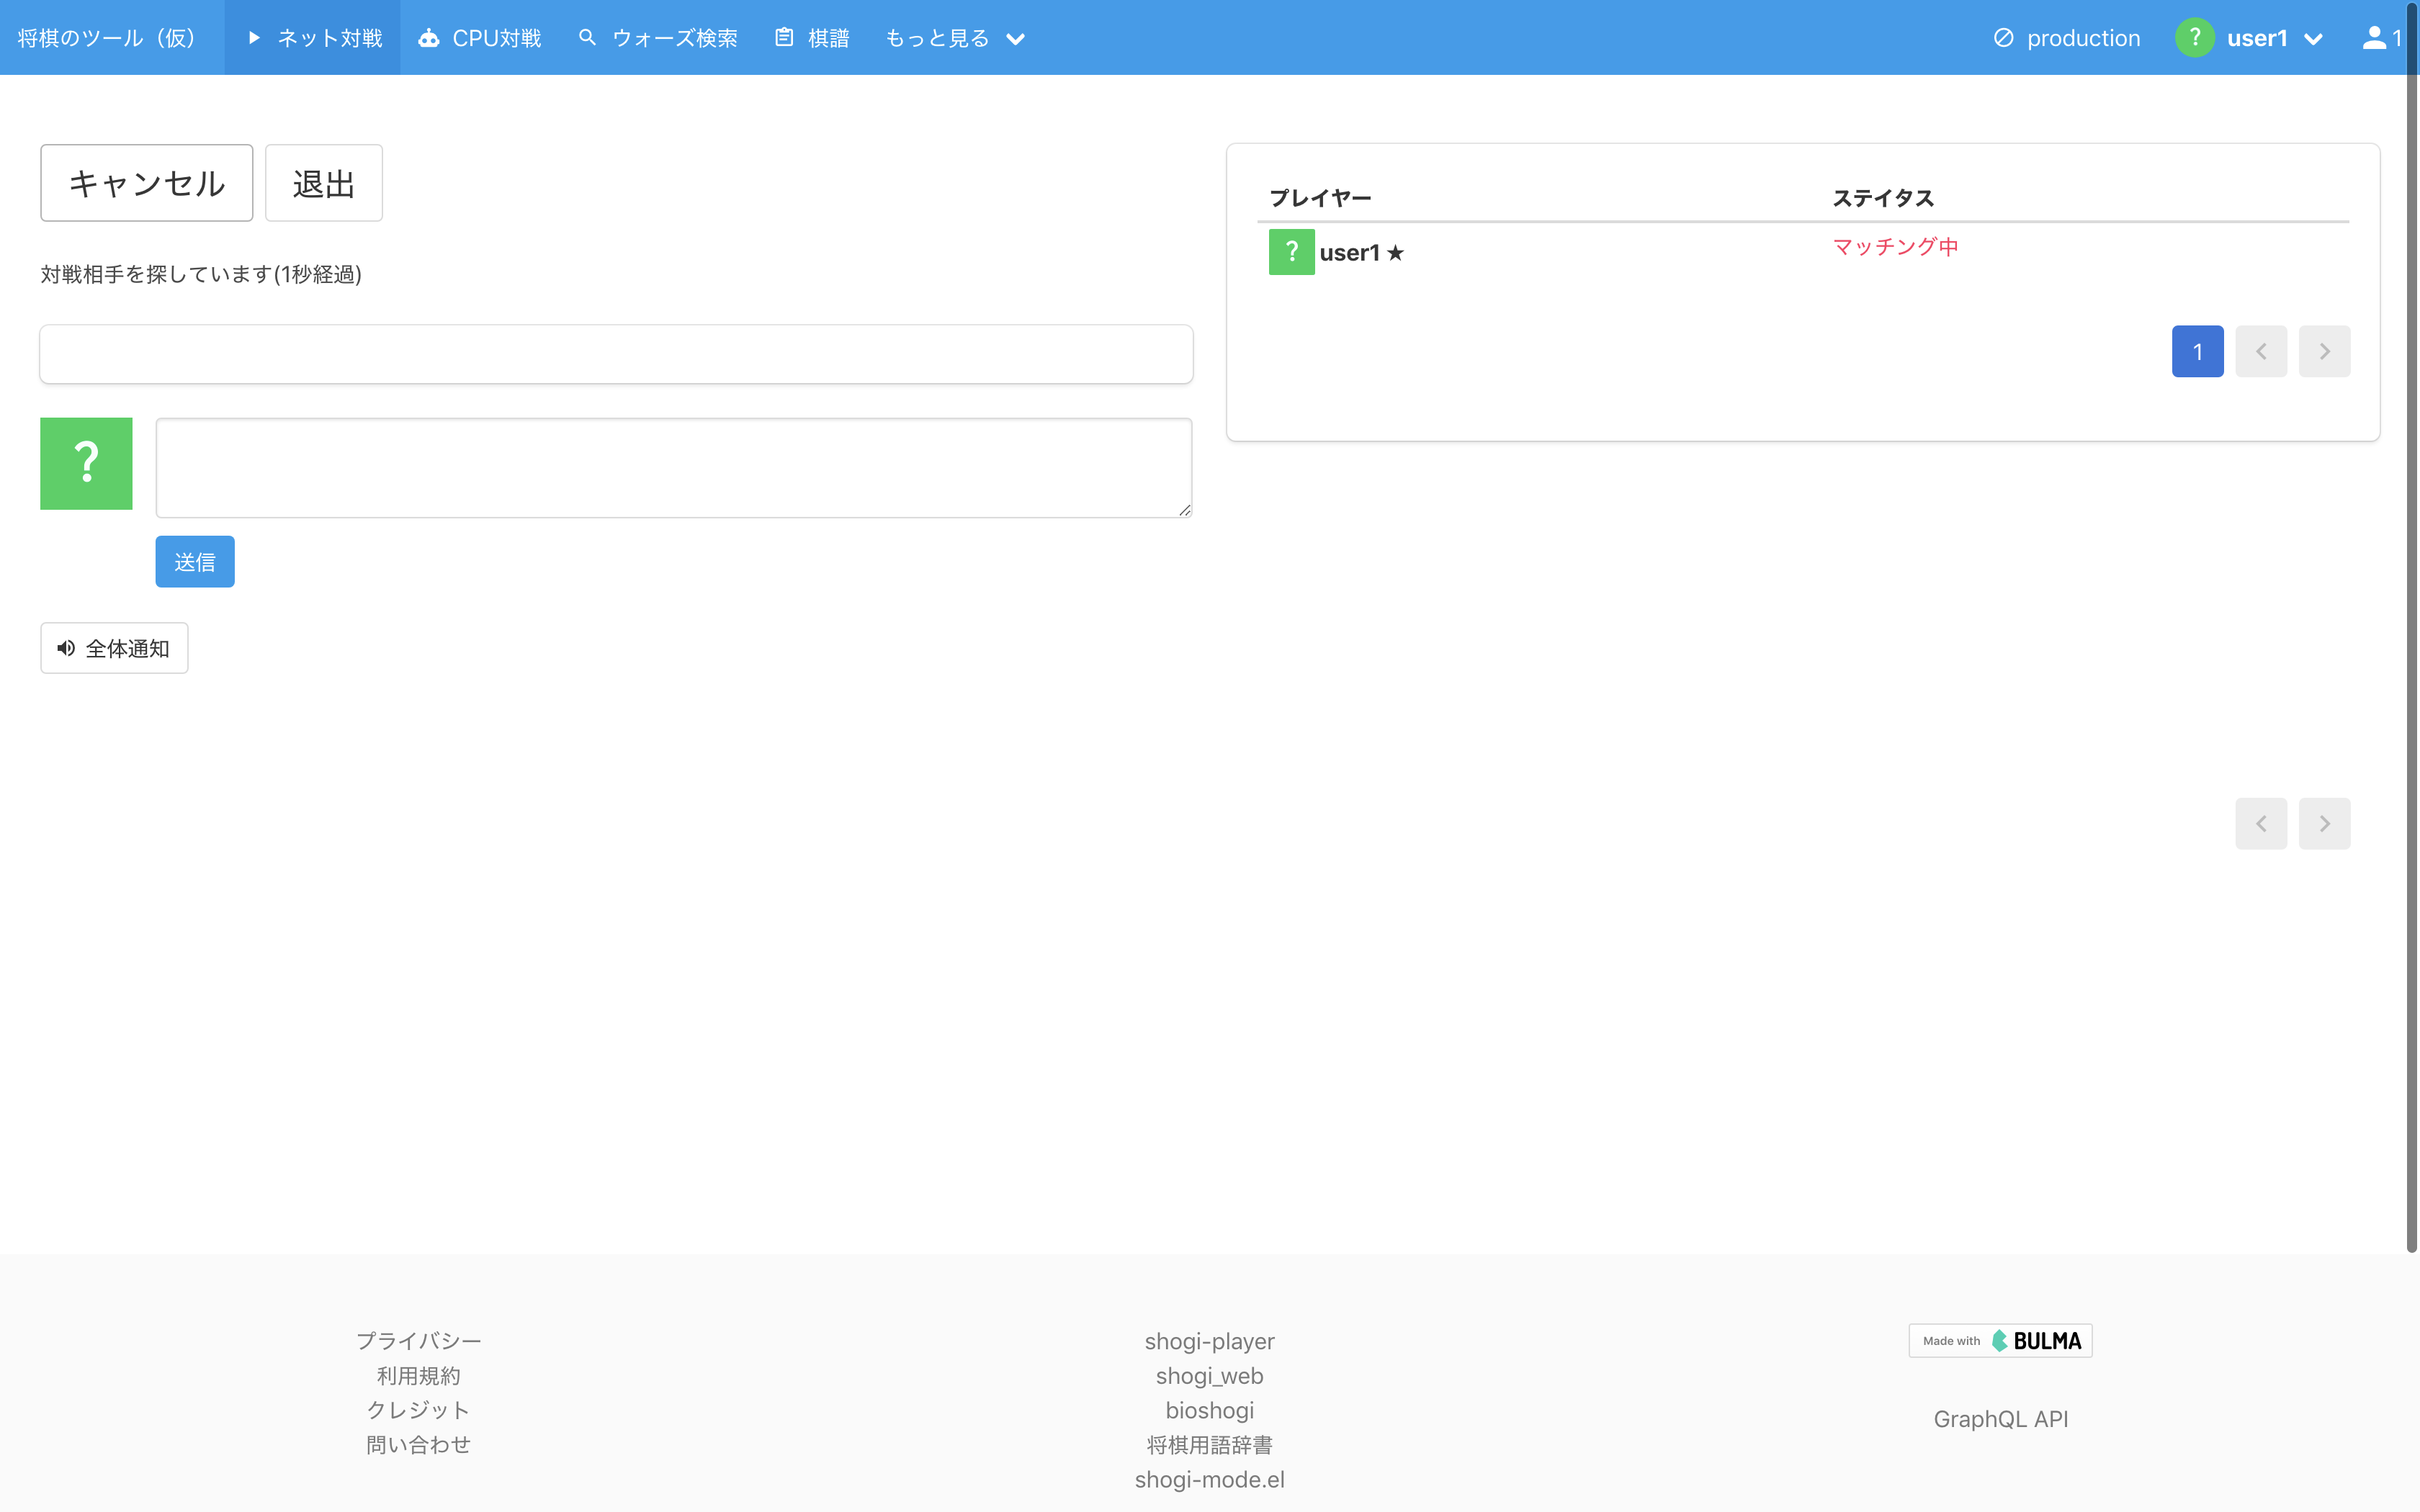 将棋のツール（仮） ネット対戦 CPU対戦 ウォーズ検索 棋譜 もっと見る production ? user1 1
キャンセル 退出
対戦相手を探しています(1秒経過)
?
送信
全体通知
プレイヤー ステイタス
? user1 ★ マッチング中
1
プライバシー
利用規約
クレジット
問い合わせ
shogi-player
shogi_web
bioshogi
将棋用語辞書
shogi-mode.el
Made with BULMA
GraphQL API